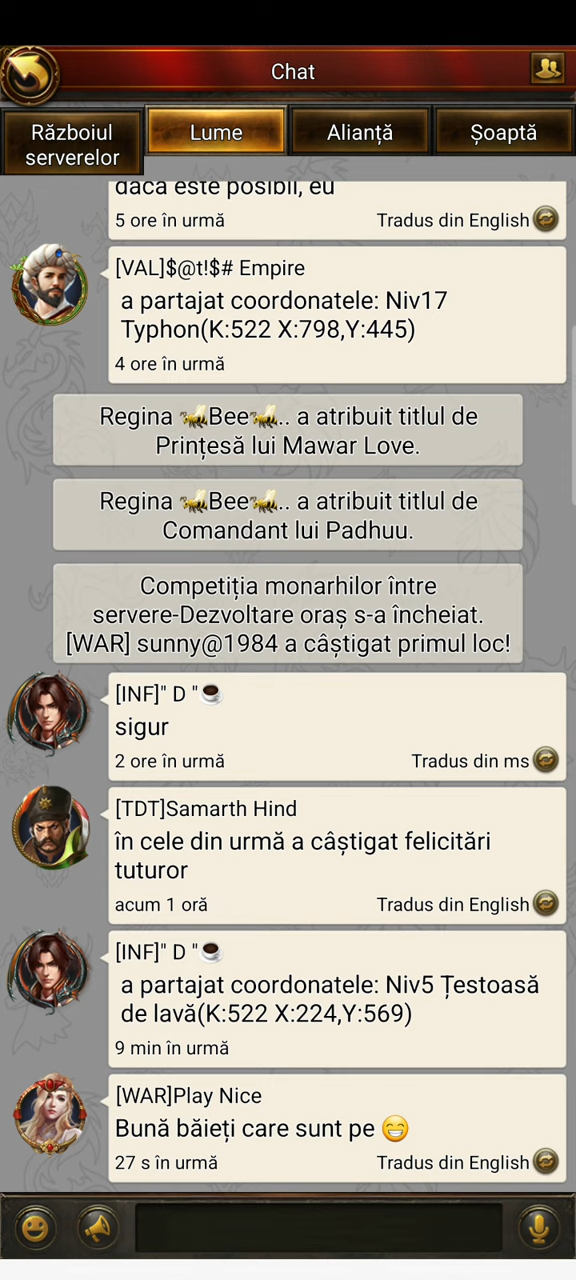 Chat
Războiul
serverelor
Lume
Alianță
Șoaptă
daca este posibil, eu
5 ore în urmă
Tradus din English
[VAL]$@t!$# Empire
a partajat coordonatele: Niv17
Typhon(K:522 X:798,Y:445)
4 ore în urmă
Regina 🐝Bee🐝.. a atribuit titlul de
Prințesă lui Mawar Love.
Regina 🐝Bee🐝.. a atribuit titlul de
Comandant lui Padhuu.
Competiția monarhilor între
servere-Dezvoltare oraș s-a încheiat.
[WAR] sunny@1984 a câștigat primul loc!
[INF]" D "☕
sigur
2 ore în urmă
Tradus din ms
[TDT]Samarth Hind
în cele din urmă a câștigat felicitări
tuturor
acum 1 oră
Tradus din English
[INF]" D "☕
a partajat coordonatele: Niv5 Țestoasă
de lavă(K:522 X:224,Y:569)
9 min în urmă
[WAR]Play Nice
Bună băieți care sunt pe 😁
27 s în urmă
Tradus din English